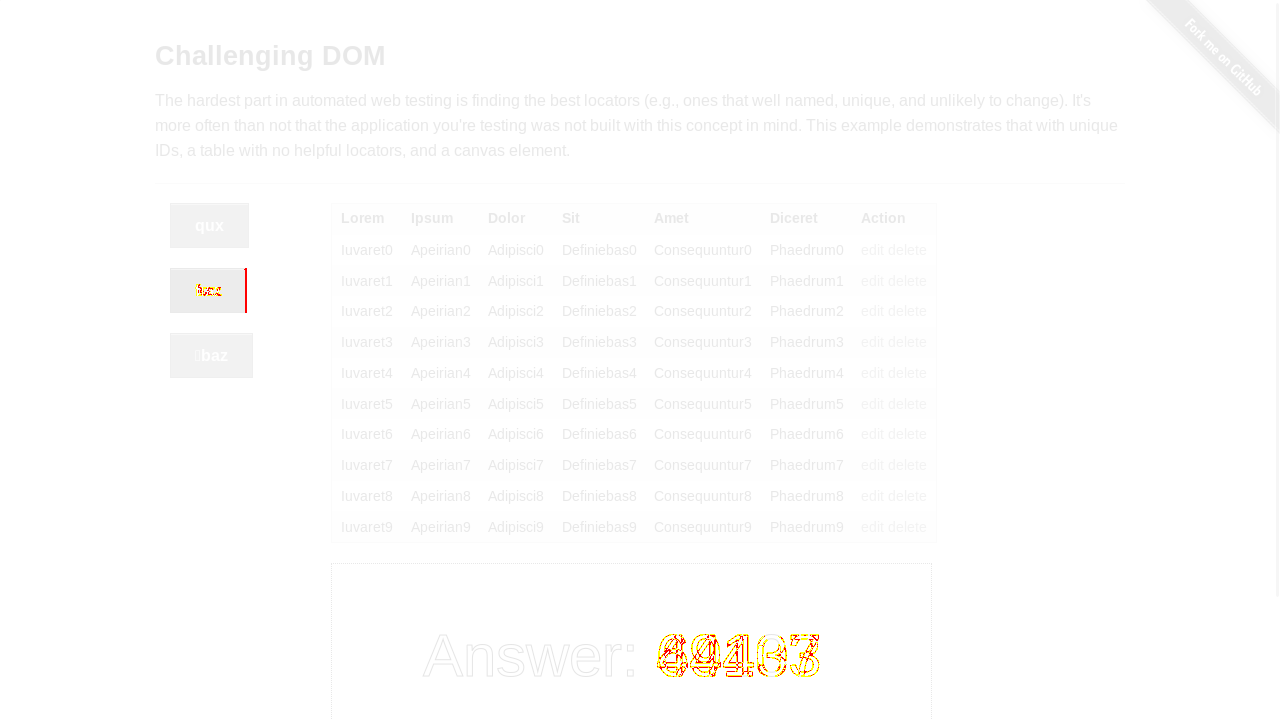 Fork me on GitHub
Challenging DOM
The hardest part in automated web testing is finding the best locators (e.g., ones that well named, unique, and unlikely to change). It's
more often than not that the application you're testing was not built with this concept in mind. This example demonstrates that with unique
IDs, a table with no helpful locators, and a canvas element.
qux
baz
Lorem Ipsum Dolor Sit Amet Diceret Action
Iuvaret0 Apeirian0 Adipisci0 Definiebas0 Consequuntur0 Phaedrum0 edit delete
Iuvaret1 Apeirian1 Adipisci1 Definiebas1 Consequuntur1 Phaedrum1 edit delete
Iuvaret2 Apeirian2 Adipisci2 Definiebas2 Consequuntur2 Phaedrum2 edit delete
Iuvaret3 Apeirian3 Adipisci3 Definiebas3 Consequuntur3 Phaedrum3 edit delete
Iuvaret4 Apeirian4 Adipisci4 Definiebas4 Consequuntur4 Phaedrum4 edit delete
Iuvaret5 Apeirian5 Adipisci5 Definiebas5 Consequuntur5 Phaedrum5 edit delete
Iuvaret6 Apeirian6 Adipisci6 Definiebas6 Consequuntur6 Phaedrum6 edit delete
Iuvaret7 Apeirian7 Adipisci7 Definiebas7 Consequuntur7 Phaedrum7 edit delete
Iuvaret8 Apeirian8 Adipisci8 Definiebas8 Consequuntur8 Phaedrum8 edit delete
Iuvaret9 Apeirian9 Adipisci9 Definiebas9 Consequuntur9 Phaedrum9 edit delete
Answer: